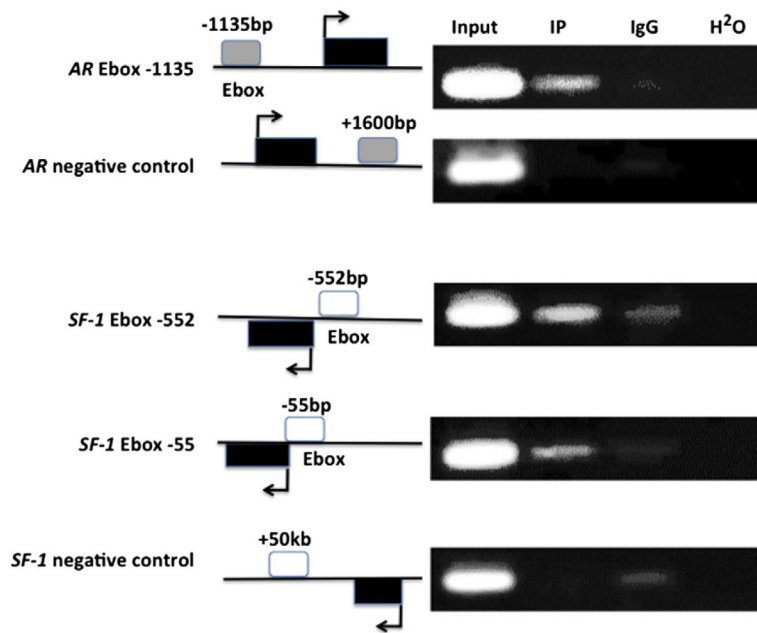 Input IP IgG H2O
-1135bp
AR Ebox -1135
Ebox
+1600bp
AR negative control
-552bp
SF-1 Ebox -552
Ebox
-55bp
SF-1 Ebox -55
Ebox
+50kb
SF-1 negative control